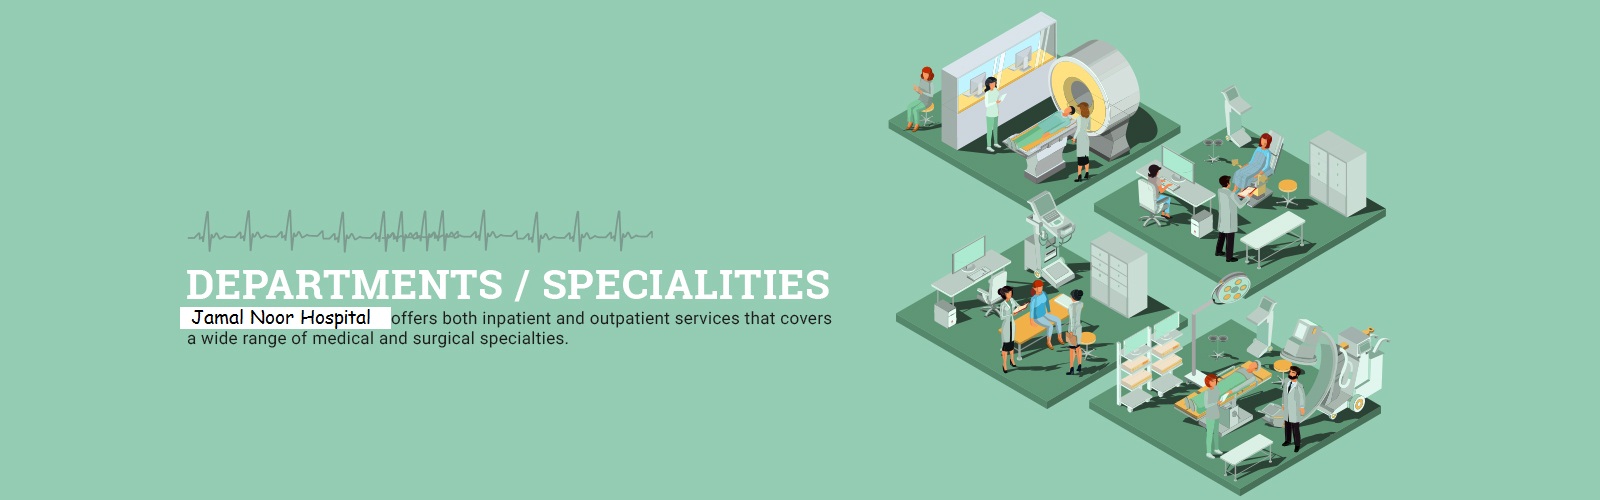 DEPARTMENTS / SPECIALITIES
Jamal Noor Hospital offers both inpatient and outpatient services that covers
a wide range of medical and surgical specialties.